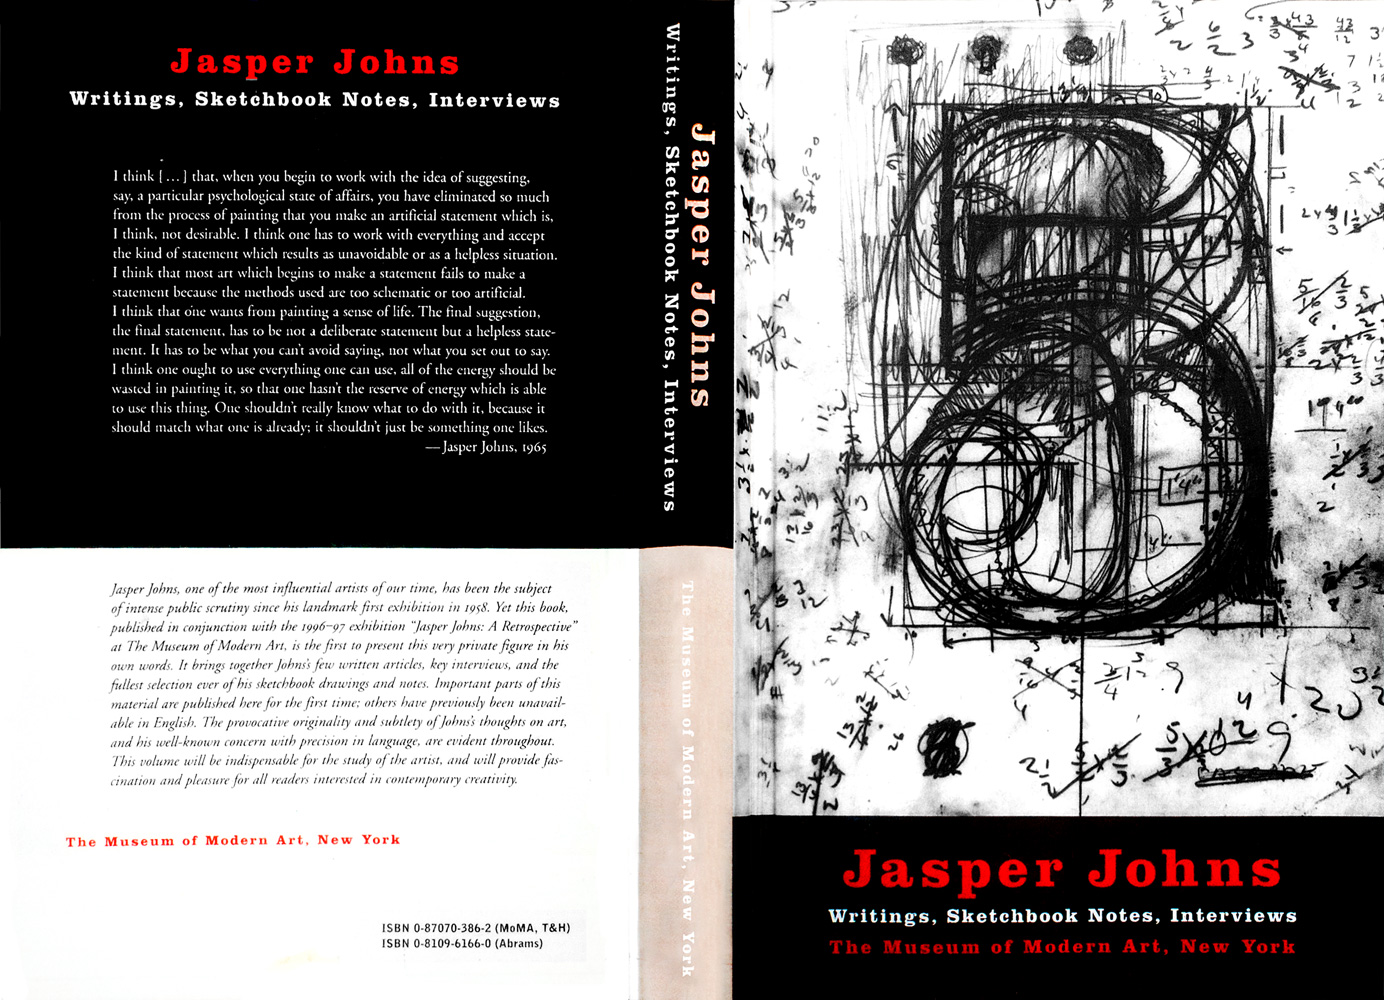 Jasper Johns
Writings, Sketchbook Notes, Interviews
I think [...] that, when you begin to work with the idea of suggesting,
say, a particular psychological state of affairs, you have eliminated so much
from the process of painting that you make an artificial statement which is,
I think, not desirable. I think one has to work with everything and accept
the kind of statement which results as unavoidable or as a helpless situation.
I think that most art which begins to make a statement fails to make a
statement because the methods used are too schematic or too artificial.
I think that one wants from painting a sense of life. The final suggestion,
the final statement, has to be not a deliberate statement but a helpless state-
ment. It has to be what you can't avoid saying, not what you set out to say.
I think one ought to use everything one can use, all of the energy should be
wasted in painting it, so that one hasn't the reserve of energy which is able
to use this thing. One shouldn't really know what to do with it, because it
should match what one is already; it shouldn't just be something one likes.
—Jasper Johns, 1965
Jasper Johns, one of the most influential artists of our time, has been the subject
of intense public scrutiny since his landmark first exhibition in 1958. Yet this book,
published in conjunction with the 1996–97 exhibition "Jasper Johns: A Retrospective"
at The Museum of Modern Art, is the first to present this very private figure in his
own words. It brings together Johns's few written articles, key interviews, and the
fullest selection ever of his sketchbook drawings and notes. Important parts of this
material are published here for the first time; others have previously been unavail-
able in English. The provocative originality and subtlety of Johns's thoughts on art,
and his well-known concern with precision in language, are evident throughout.
This volume will be indispensable for the study of the artist, and will provide fas-
cination and pleasure for all readers interested in contemporary creativity.
The Museum of Modern Art, New York
ISBN 0-87070-386-2 (MoMA, T&H)
ISBN 0-8109-6166-0 (Abrams)
Jasper Johns
Writings, Sketchbook Notes, Interviews
The Museum of Modern Art, New York
1'4"
Jasper Johns
Writings, Sketchbook Notes, Interviews
The Museum of Modern Art, New York